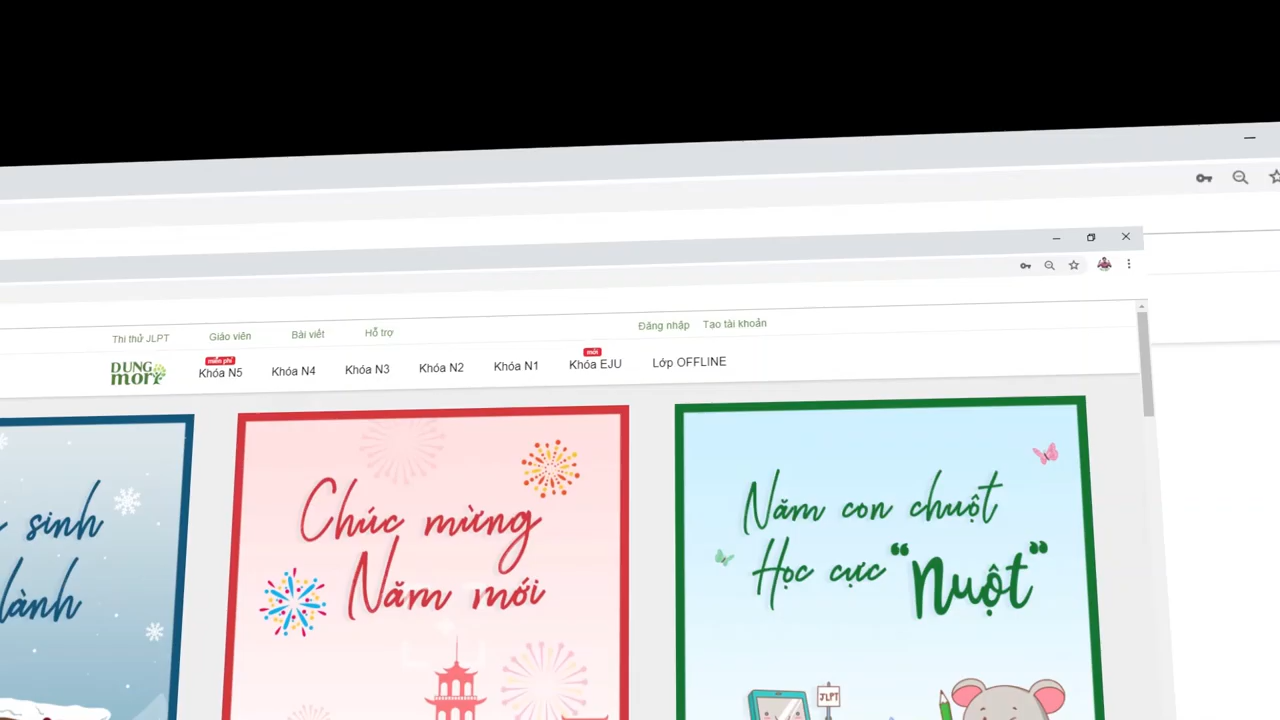 Thi thử JLPT Giáo viên Bài viết Hỗ trợ Đăng nhập Tạo tài khoản
miễn phí mới
DUNG mori Khóa N5 Khóa N4 Khóa N3 Khóa N2 Khóa N1 Khóa EJU Lớp OFFLINE
sinh
lành
Chúc mừng
Năm mới
Năm con chuột
Học cực “Nuột”
JLPT